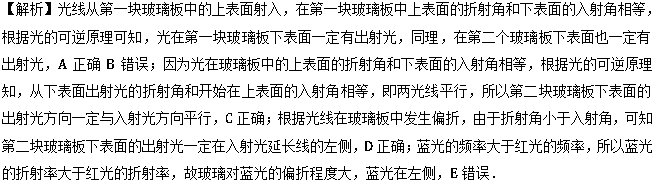 【解析】光线从第一块玻璃板中的上表面射入，在第一块玻璃板中上表面的折射角和下表面的入射角相等，
根据光的可逆原理可知，光在第一块玻璃板下表面一定有出射光，同理，在第二个玻璃板下表面也一定有
出射光，A 正确 B 错误；因为光在玻璃板中的上表面的折射角和下表面的入射角相等，根据光的可逆原理
知，从下表面出射光的折射角和开始在上表面的入射角相等，即两光线平行，所以第二块玻璃板下表面的
出射光方向一定与入射光方向平行，C 正确；根据光线在玻璃板中发生偏折，由于折射角小于入射角，可知
第二块玻璃板下表面的出射光一定在入射光延长线的左侧，D 正确；蓝光的频率大于红光的频率，所以蓝光
的折射率大于红光的折射率，故玻璃对蓝光的偏折程度大，蓝光在左侧，E 错误．